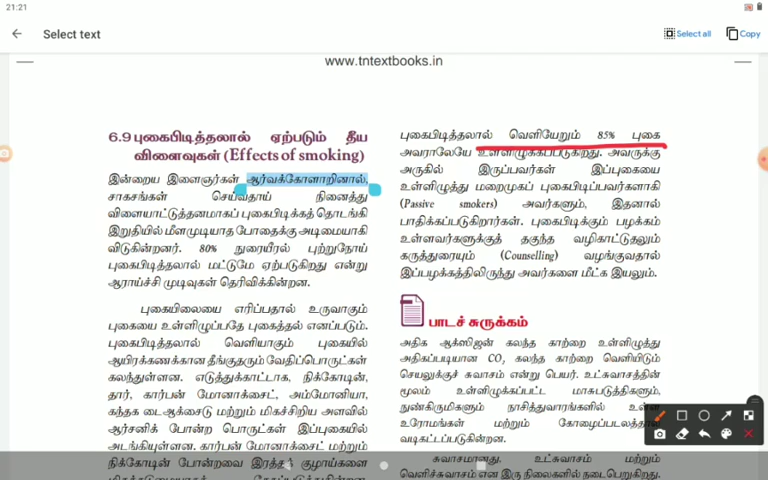 21:21
Select text
Select all
Copy
www.tntextbooks.in
6.9 புகைபிடித்தலால் ஏற்படும் தீய
விளைவுகள் (Effects of smoking)
இன்றைய இளைஞர்கள் ஆர்வக்கோளாறினால்,
சாகசங்கள் செய்வதாய் நினைத்து
விளையாட்டுத்தனமாகப் புகைபிடிக்கத் தொடங்கி
இறுதியில் மீளமுடியாத போதைக்கு அடிமையாகி
விடுகின்றனர். 80% நுரையீரல் புற்றுநோய்
புகைபிடித்தலால் மட்டுமே ஏற்படுகிறது என்று
ஆராய்ச்சி முடிவுகள் தெரிவிக்கின்றன.
புகையிலையை எரிப்பதால் உருவாகும்
புகையை உள்ளிழுப்பதே புகைத்தல் எனப்படும்.
புகைபிடித்தலால் வெளியாகும் புகையில்
ஆயிரக்கணக்கான தீங்குதரும் வேதிப்பொருட்கள்
கலந்துள்ளன. எடுத்துக்காட்டாக, நிக்கோடின்,
தார், கார்பன் மோனாக்சைட், அம்மோனியா,
கந்தக டை ஆக்சைடு மற்றும் மிகச்சிறிய அளவில்
ஆர்சனிக் போன்ற பொருட்கள் இப்புகையில்
அடங்கியுள்ளன. கார்பன் மோனாக்சைட் மற்றும்
நிக்கோடின் போன்றவை இரத்தக் குழாய்களை
புகைபிடித்தலால் வெளியேறும் 85% புகை
அவராலேயே உள்ளிழுக்கப்படுகிறது. அவருக்கு
அருகில் இருப்பவர்கள் இப்புகையை
உள்ளிழுத்து மறைமுகப் புகைபிடிப்பவர்களாகி
(Passive smokers) அவர்களும், இதனால்
பாதிக்கப்படுகிறார்கள். புகைபிடிக்கும் பழக்கம்
உள்ளவர்களுக்குத் தகுந்த வழிகாட்டுதலும்
கருத்துரையும் (Counselling) வழங்குவதால்
இப்பழக்கத்திலிருந்து அவர்களை மீட்க இயலும்.
பாடச் சுருக்கம்
அதிக ஆக்ஸிஜன் கலந்த காற்றை உள்ளிழுத்து
அதிகப்படியான CO, கலந்த காற்றை வெளியிடும்
செயலுக்குச் சுவாசம் என்று பெயர். உட்சுவாசத்தின்
மூலம் உள்ளிழுக்கப்பட்ட மாசுபடுத்திகளும்,
நுண்கிருமிகளும் நாசித்துவாரங்களில் உள்ள
உரோமங்கள் மற்றும் கோழைப்படலத்தால்
வடிகட்டப்படுகின்றன.
சுவாசமானது, உட்சுவாசம் மற்றும்
வெளிச்சுவாசம் என இரு நிலைகளில் நடைபெறுகிறது.